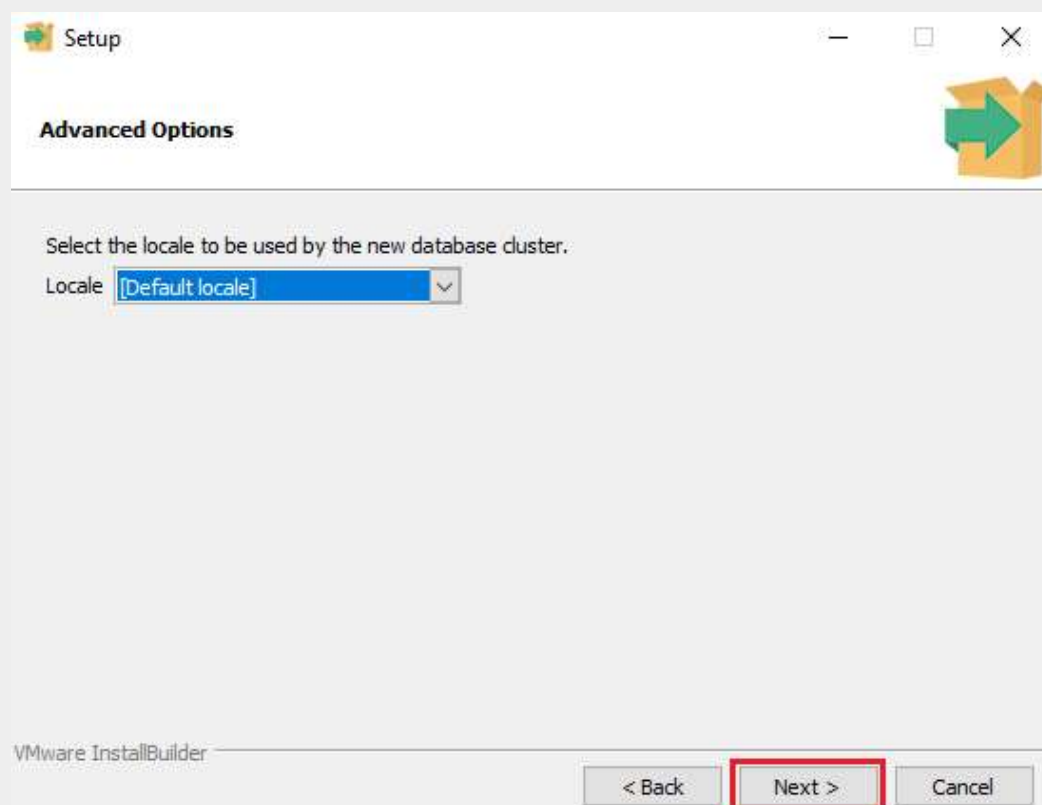 Setup
Advanced Options
Select the locale to be used by the new database cluster.
Locale [Default locale]
VMware InstallBuilder
< Back Next > Cancel